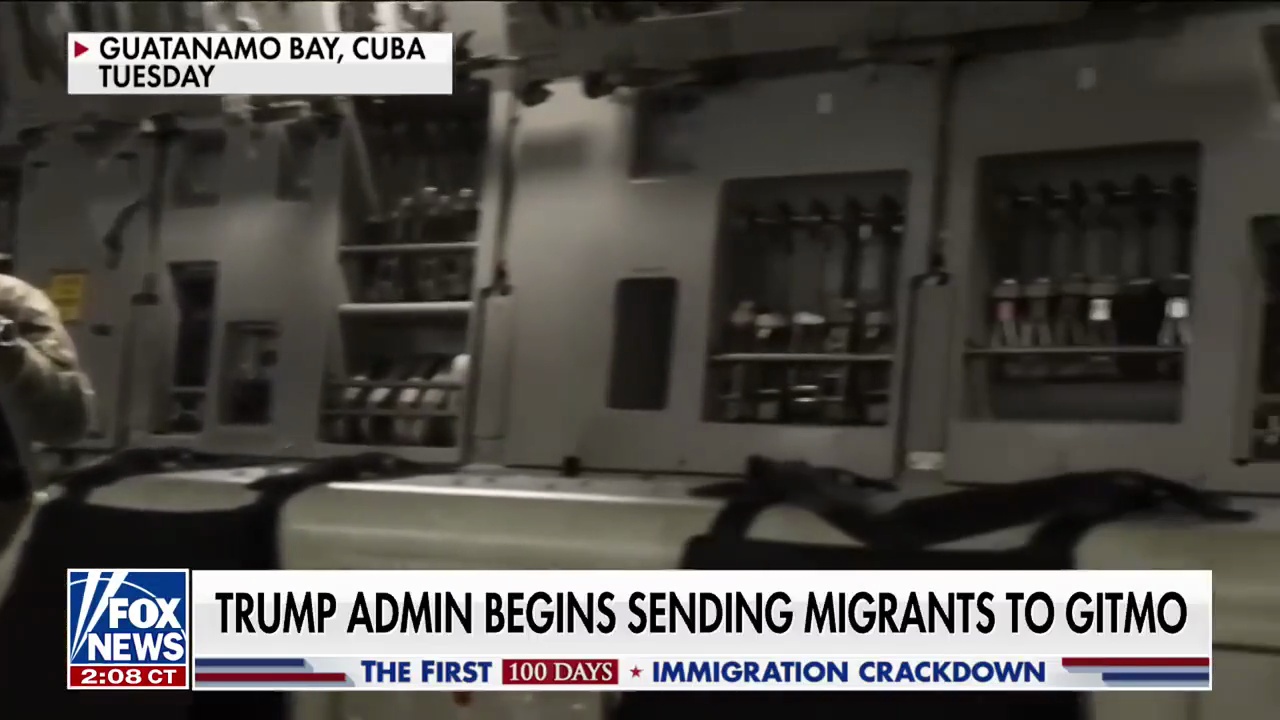 GUATANAMO BAY, CUBA
TUESDAY
FOX
NEWS
2:08 CT
TRUMP ADMIN BEGINS SENDING MIGRANTS TO GITMO
THE FIRST 100 DAYS ★ IMMIGRATION CRACKDOWN